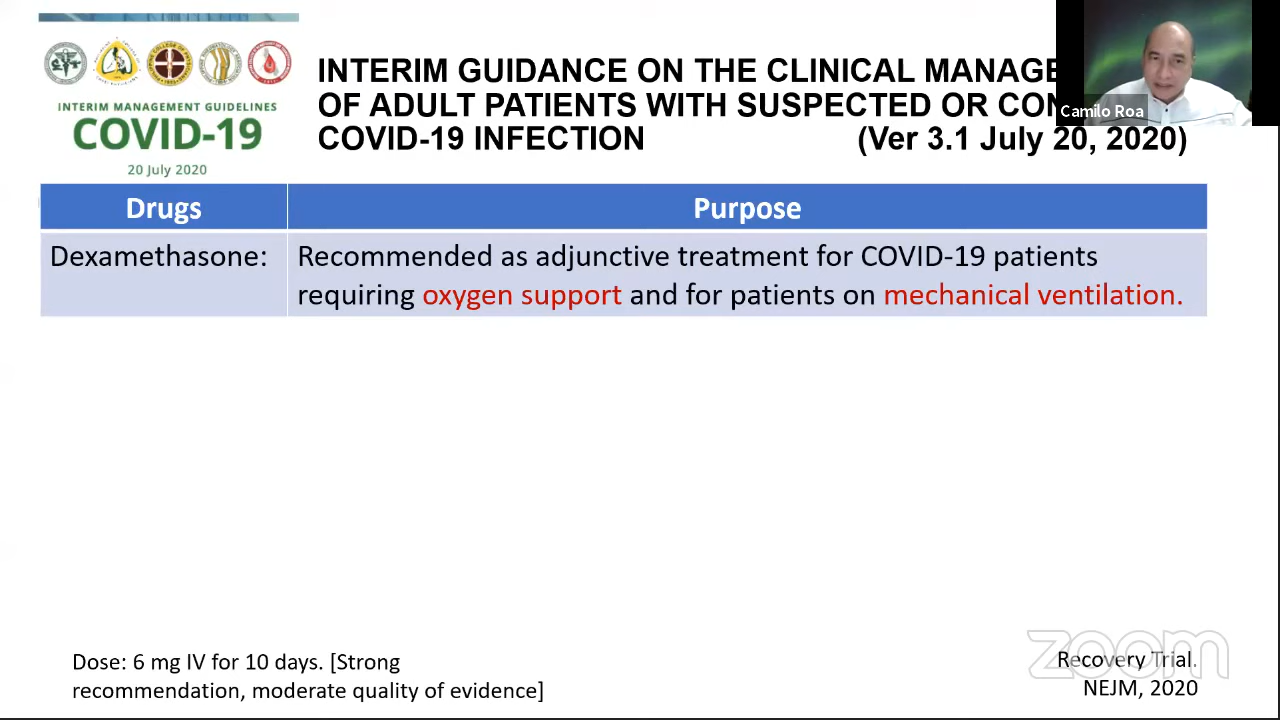 INTERIM GUIDANCE ON THE CLINICAL MANAGE
OF ADULT PATIENTS WITH SUSPECTED OR CON
COVID-19 INFECTION (Ver 3.1 July 20, 2020)
Camilo Roa
INTERIM MANAGEMENT GUIDELINES
COVID-19
20 July 2020
Drugs Purpose
Dexamethasone: Recommended as adjunctive treatment for COVID-19 patients
requiring oxygen support and for patients on mechanical ventilation.
Dose: 6 mg IV for 10 days. [Strong
recommendation, moderate quality of evidence]
zoom
Recovery Trial.
NEJM, 2020